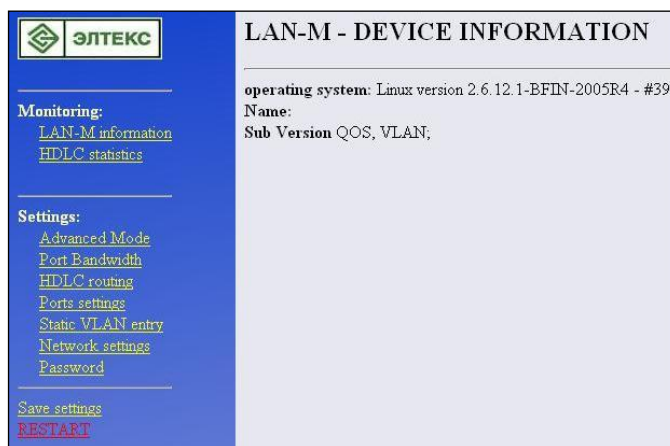 ЭЛТЕКС
Monitoring:
LAN-M information
HDLC statistics
Settings:
Advanced Mode
Port Bandwidth
HDLC routing
Ports settings
Static VLAN entry
Network settings
Password
Save settings
RESTART
LAN-M - DEVICE INFORMATION
operating system: Linux version 2.6.12.1-BFIN-2005R4 - #39
Name:
Sub Version QOS, VLAN;